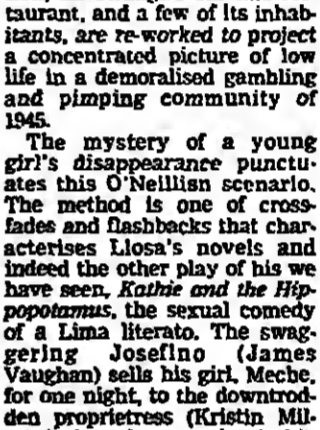 taurant, and a few of its inhab-
itants, are re-worked to project
a concentrated picture of low
life in a demoralised gambling
and pimping community of
1945.
The mystery of a young
girl's disappearance punctu-
ates this O'Neillian scenario.
The method is one of cross-
fades and flashbacks that char-
acterises Llosa's novels and
indeed the other play of his we
have seen, Kathie and the Hip-
popotamus, the sexual comedy
of a Lima literato. The swag-
gering Josefino (James
Vaughan) sells his girl, Meche,
for one night, to the downtrod-
den proprietress (Kristin Mil-